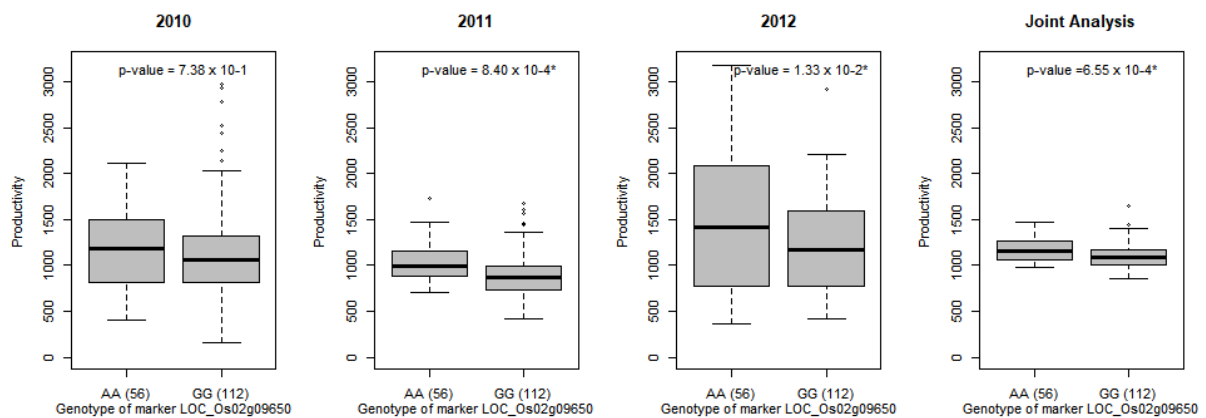 2010
p-value = 7.38 x 10-1
Productivity
3000
2500
2000
1500
1000
500
0
AA (56) GG (112)
Genotype of marker LOC_Os02g09650
2011
p-value = 8.40 x 10-4*
Productivity
3000
2500
2000
1500
1000
500
0
AA (56) GG (112)
Genotype of marker LOC_Os02g09650
2012
p-value = 1.33 x 10-2*
Productivity
3000
2500
2000
1500
1000
500
0
AA (56) GG (112)
Genotype of marker LOC_Os02g09650
Joint Analysis
p-value =6.55 x 10-4*
Productivity
3000
2500
2000
1500
1000
500
0
AA (56) GG (112)
Genotype of marker LOC_Os02g09650